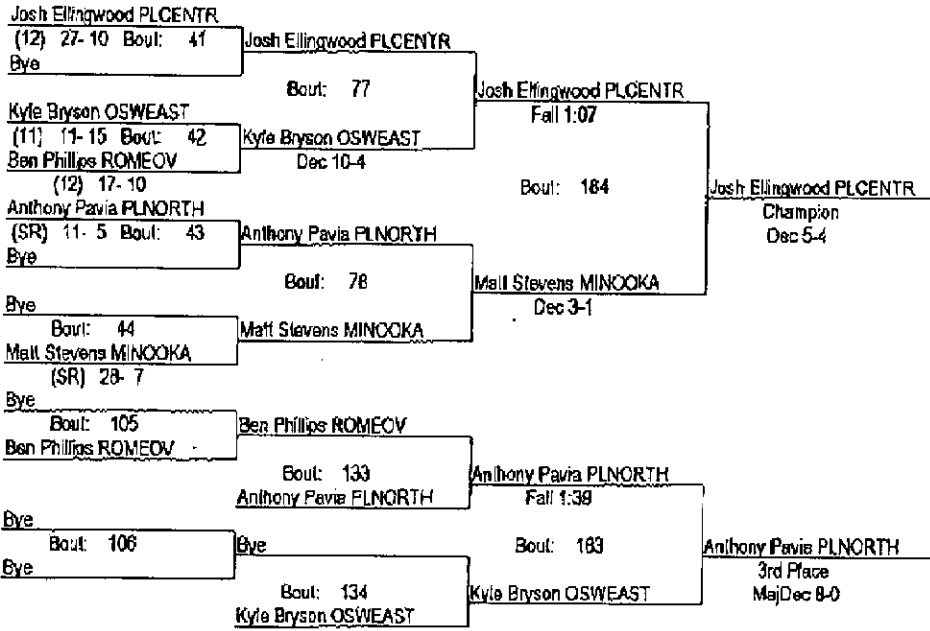 Josh Ellingwood PLCENTR
(12) 27-10 Bout: 41
Bye
Josh Ellingwood PLCENTR
Bout: 77
Kyle Bryson OSWEAST
(11) 11-15 Bout: 42
Ben Phillips ROMEOV
(12) 17-10
Kyle Bryson OSWEAST
Dec 10-4
Josh Ellingwood PLCENTR
Fall 1:07
Bout: 184
Anthony Pavia PLNORTH
(SR) 11-5 Bout: 43
Bye
Anthony Pavia PLNORTH
Bout: 78
Bye
Bout: 44
Matt Stevens MINOOKA
(SR) 28-7
Matt Stevens MINOOKA
Matt Stevens MINOOKA
Dec 3-1
Josh Ellingwood PLCENTR
Champion
Dec 5-4
Bye
Bout: 105
Ben Phillips ROMEOV
Ben Phillips ROMEOV
Bout: 133
Anthony Pavia PLNORTH
Anthony Pavia PLNORTH
Fall 1:39
Bout: 183
Bye
Bout: 106
Bye
Bye
Bout: 134
Kyle Bryson OSWEAST
Kyle Bryson OSWEAST
Anthony Pavia PLNORTH
3rd Place
MajDec 8-0